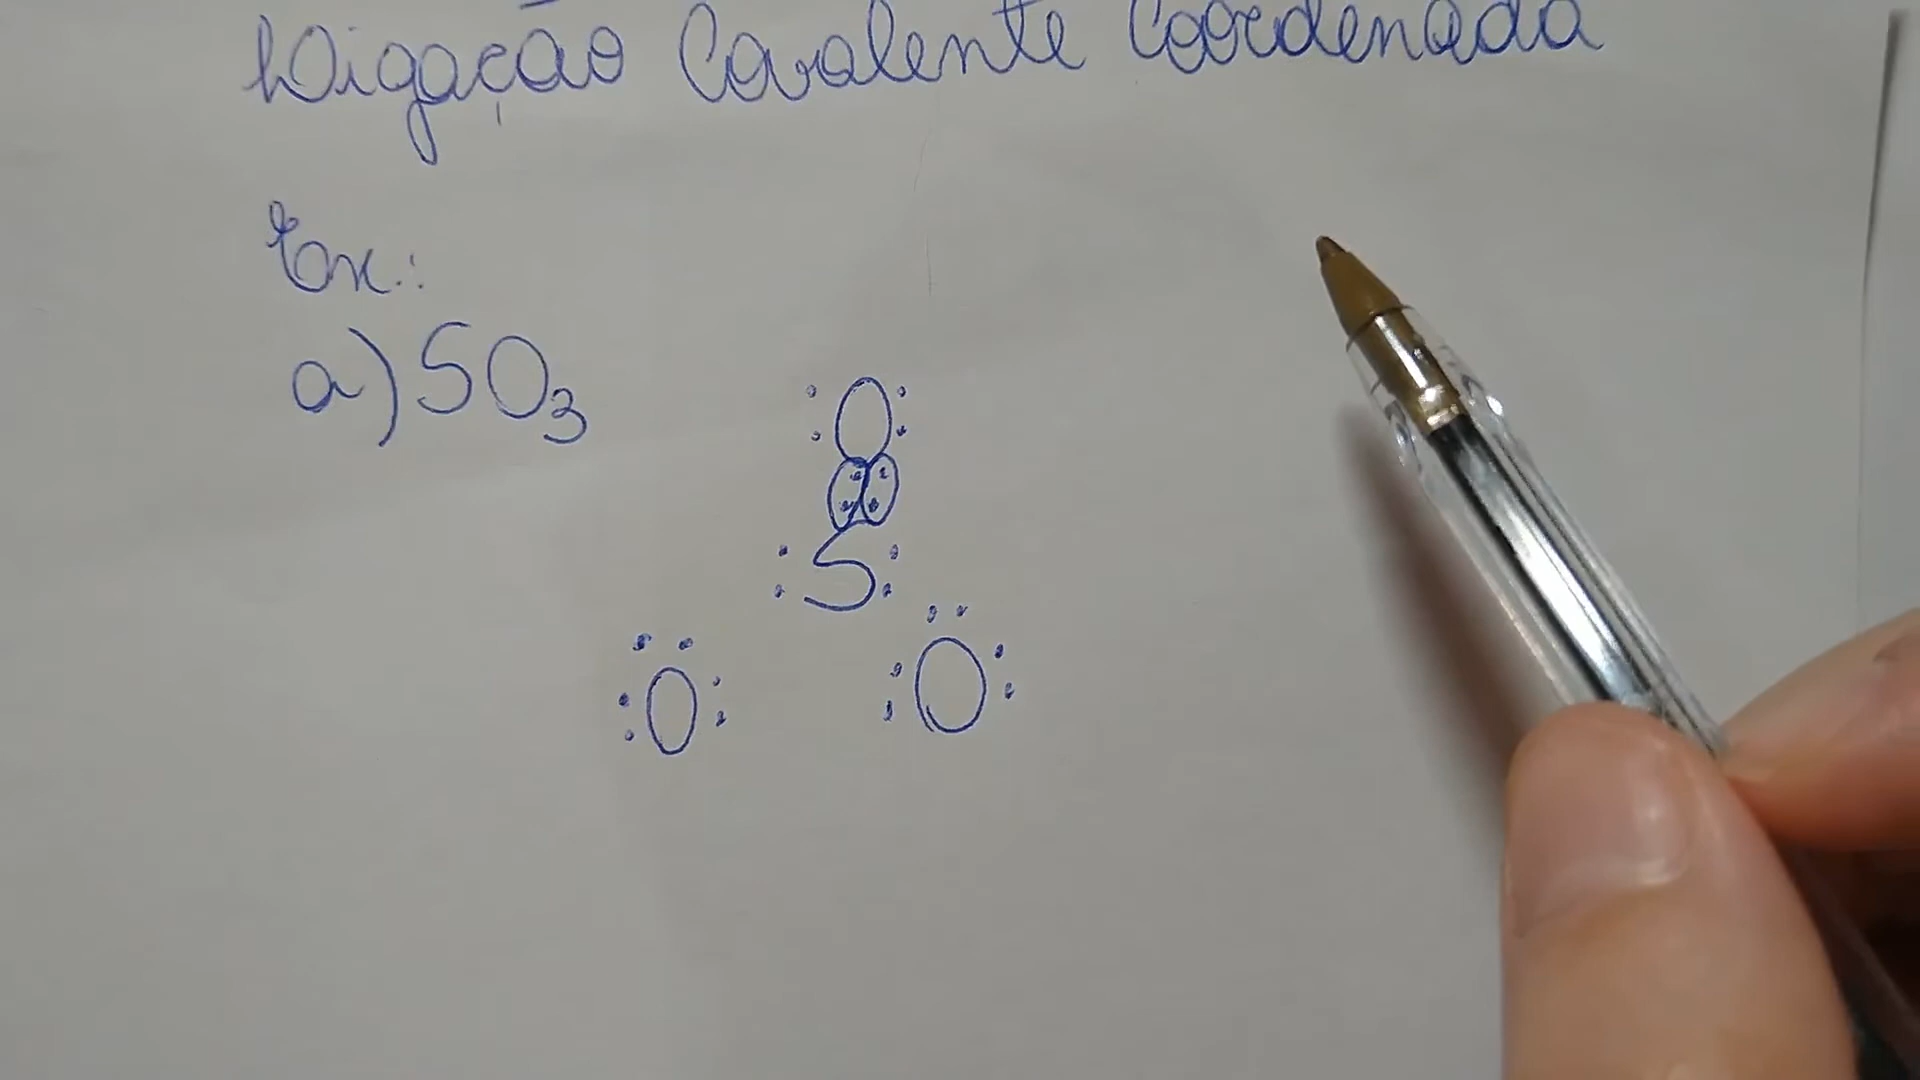 Ligação Covalente Coordenada
Ex.:
a) SO₃
O
S
O O